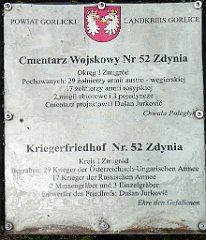 POWIAT GORLICKI LANDKREIS GORLICE
Cmentarz Wojskowy Nr 52 Zdynia
Okręg I Żmigród
Pochowanych: 29 żołnierzy armii austro - węgierskiej
17 żołnierzy armii rosyjskiej
2 mogiły zbiorowe i 3 pojedyncze
Cmentarz projektował Dušan Jurkovič
Chwała Poległym
Kriegerfriedhof Nr. 52 Zdynia
Kreis I Żmigród
Begraben: 29 Krieger der Österreichisch-Ungarischen Armee
17 Krieger der Russischen Armee
2 Massengräber und 3 Einzelgräber
Entwerfer des Friedhofs: Dušan Jurkovič
Ehre den Gefallenen